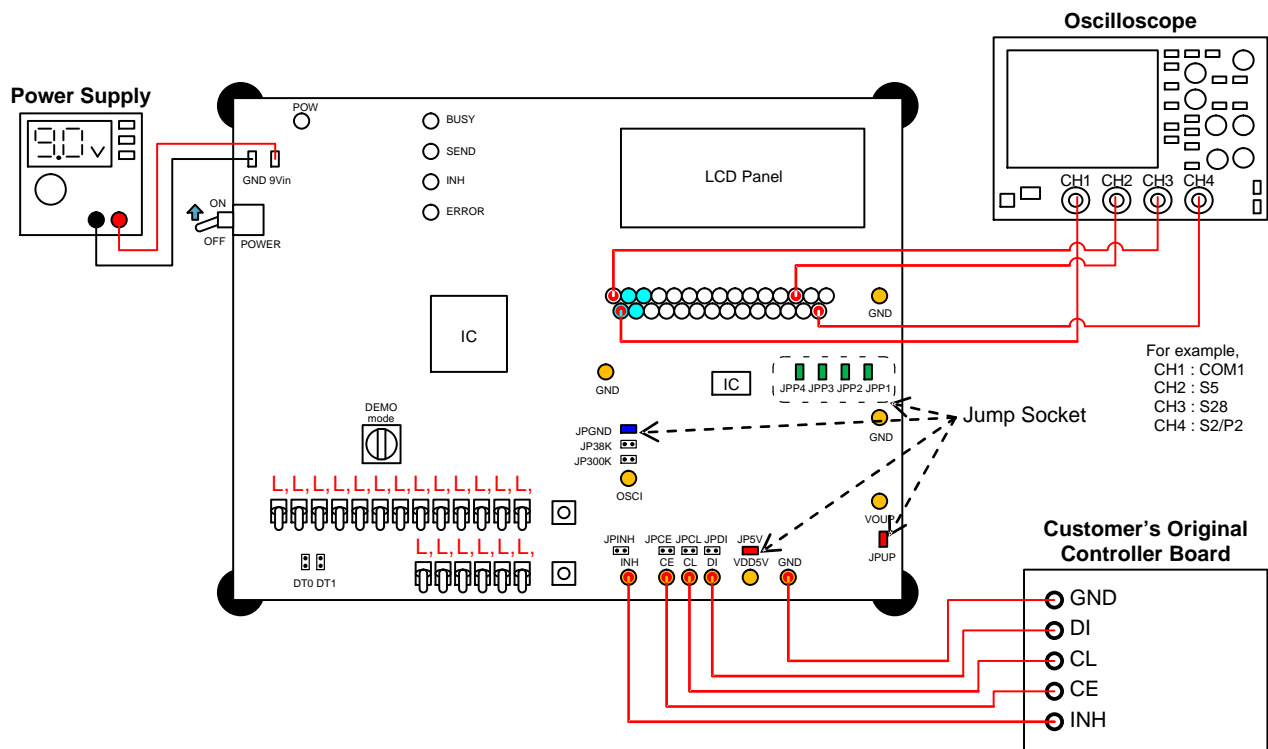 Oscilloscope
Power Supply
9.0 v
POW
BUSY
SEND
INH
ERROR
GND 9Vin
ON
OFF
POWER
LCD Panel
CH1 CH2 CH3 CH4
GND
IC
IC
GND
JPP4 JPP3 JPP2 JPP1
For example,
CH1 : COM1
CH2 : S5
CH3 : S28
CH4 : S2/P2
DEMO
mode
JPGND
JP38K
JP300K
OSCI
GND
Jump Socket
L, L, L, L, L, L, L, L, L, L, L, L,
VOUP
JPUP
L, L, L, L, L, L,
DT0 DT1
JPINH JPCE JPCL JPDI JP5V
INH CE CL DI VDD5V GND
Customer's Original
Controller Board
GND
DI
CL
CE
INH